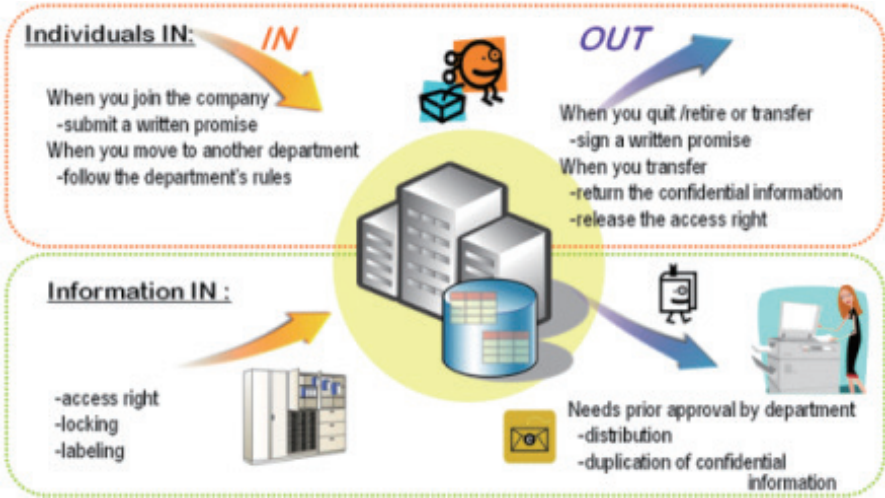 Individuals IN:
IN
When you join the company
-submit a written promise
When you move to another department
-follow the department's rules
OUT
When you quit /retire or transfer
-sign a written promise
When you transfer
-return the confidential information
-release the access right
Information IN :
-access right
-locking
-labeling
Needs prior approval by department
-distribution
-duplication of confidential
information